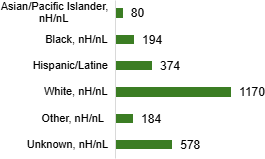 Asian/Pacific Islander,
nH/nL
80
Black, nH/nL
194
Hispanic/Latine
374
White, nH/nL
1170
Other, nH/nL
184
Unknown, nH/nL
578